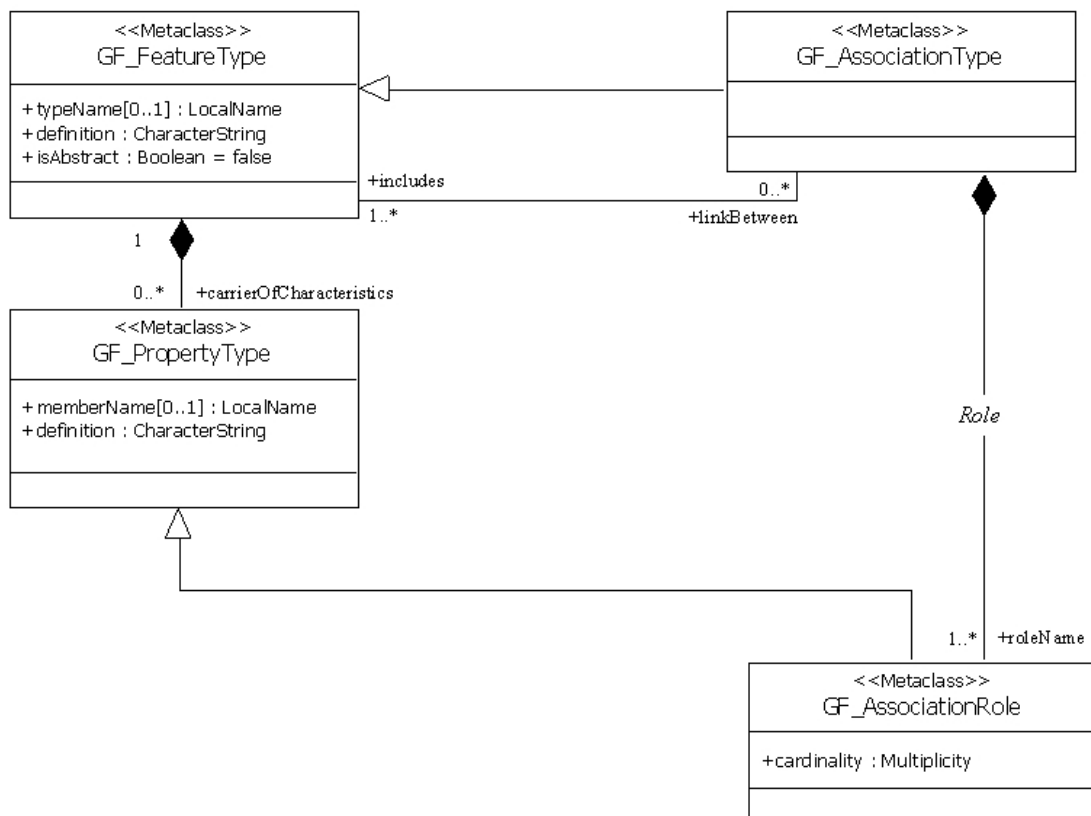 <<Metaclass>>
GF_FeatureType
+ typeName[0..1] : LocalName
+ definition : CharacterString
+ isAbstract : Boolean = false
<<Metaclass>>
GF_AssociationType
+includes
1..*
0..*
+linkBetween
1
0..*
+carrierOfCharacteristics
<<Metaclass>>
GF_PropertyType
+ memberName[0..1] : LocalName
+ definition : CharacterString
Role
1..*
+roleName
<<Metaclass>>
GF_AssociationRole
+cardinality : Multiplicity